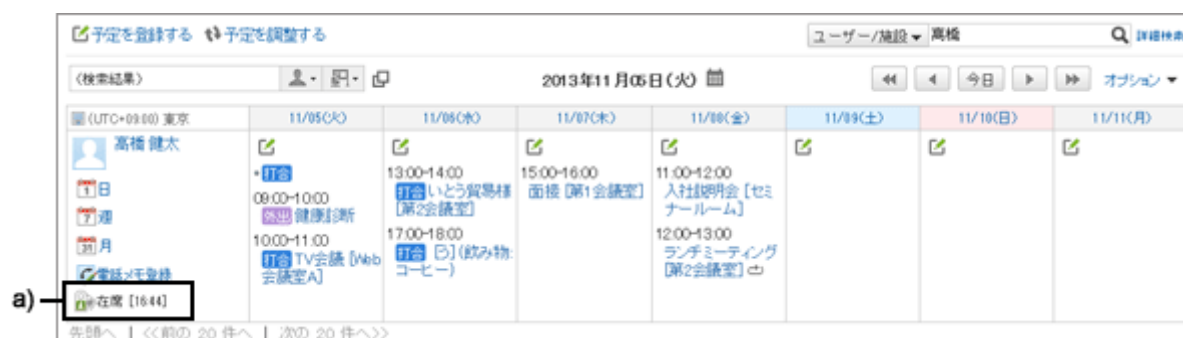 予定を登録する 予定を調整する ユーザー/施設 高橋 詳細検索
(検索結果) 2013年11月05日(火) 今日 オプション
(UTC+09:00) 東京 11/05(火) 11/06(水) 11/07(木) 11/08(金) 11/09(土) 11/10(日) 11/11(月)
高橋 健太
1日
7週
31月
電話メモ登録
a) 在席 [16:44]
打合
09:00-10:00
外出 健康診断
10:00-11:00
打合 TV会議 [Web
会議室A]
13:00-14:00
打合 いとう貿易様
[第2会議室]
17:00-18:00
打合 (飲み物:
コーヒー)
15:00-16:00
面接 [第1会議室]
11:00-12:00
入社説明会 [セミ
ナールーム]
12:00-13:00
ランチミーティング
[第2会議室]
先頭へ | <<前の 20 件へ | 次の 20 件へ>>